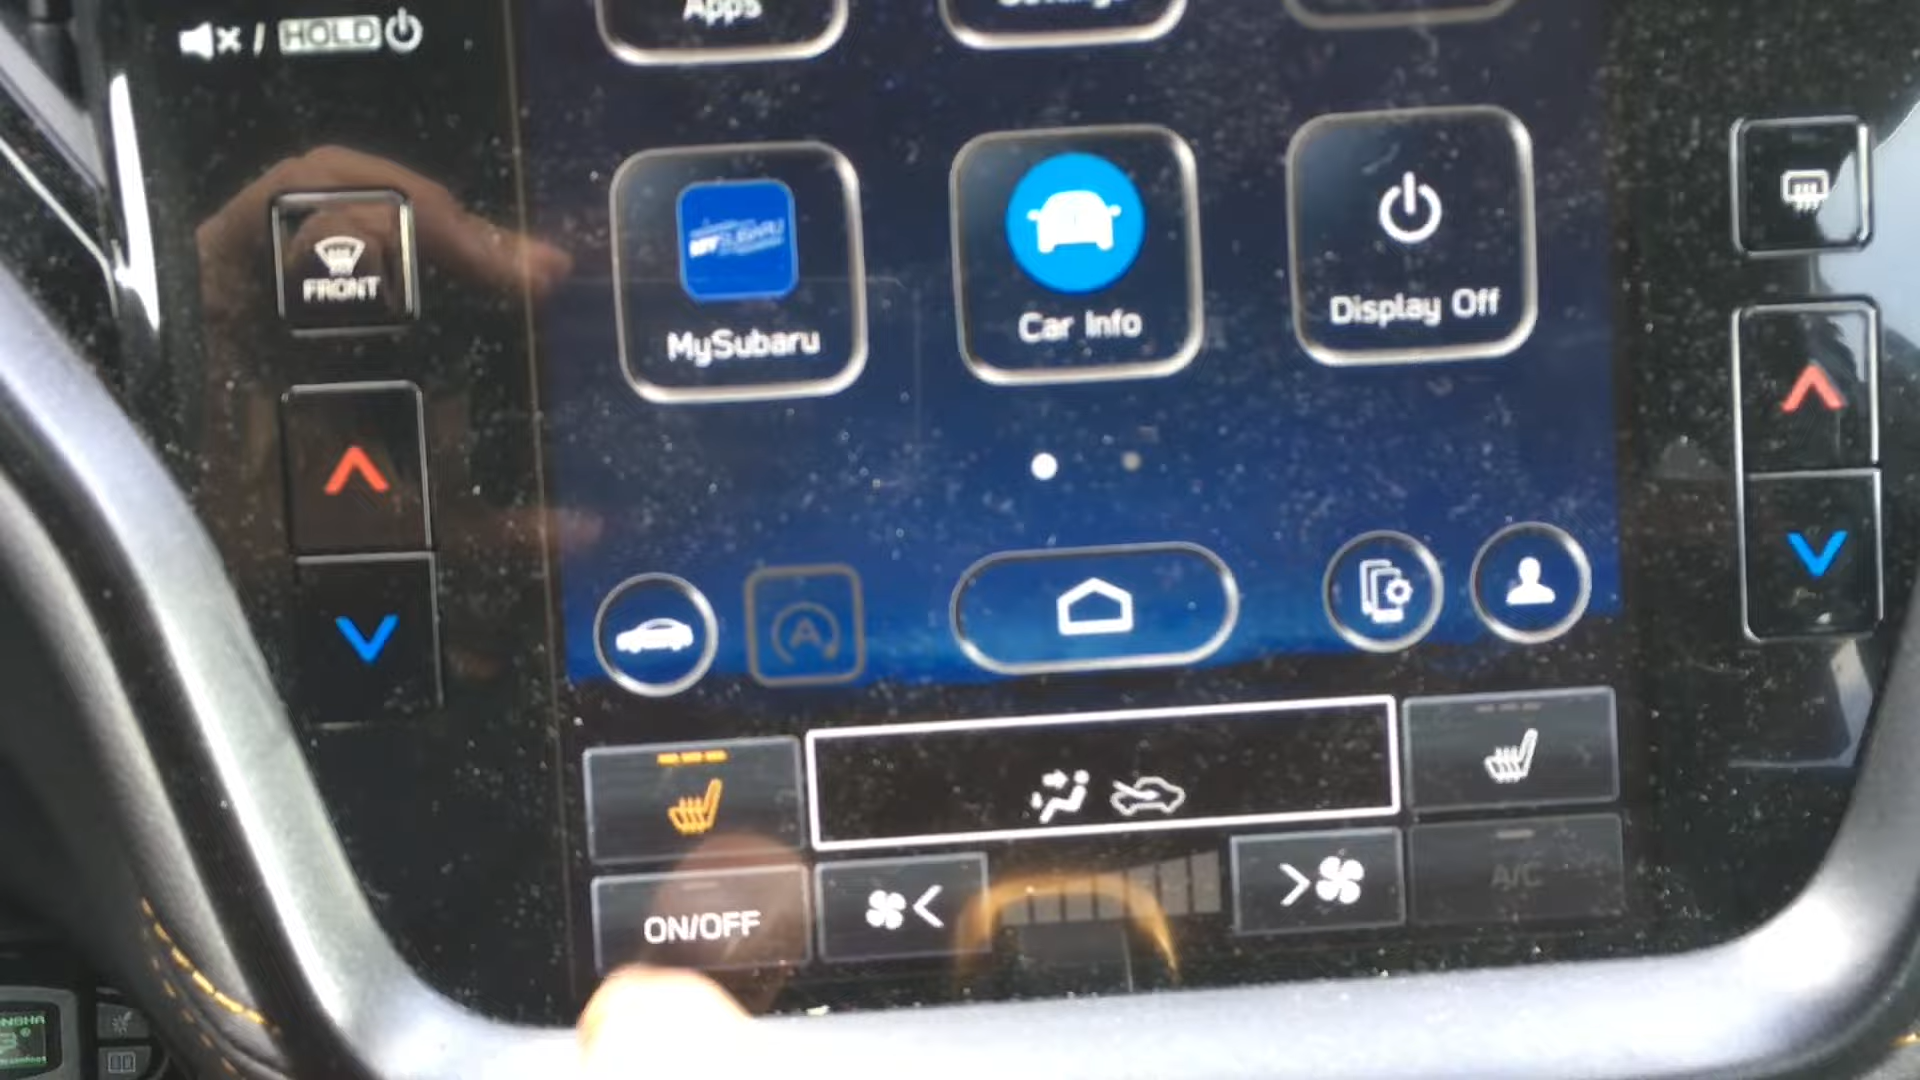 Apps
HOLD
FRONT
MySubaru
Car Info
Display Off
A
ON/OFF
A/C